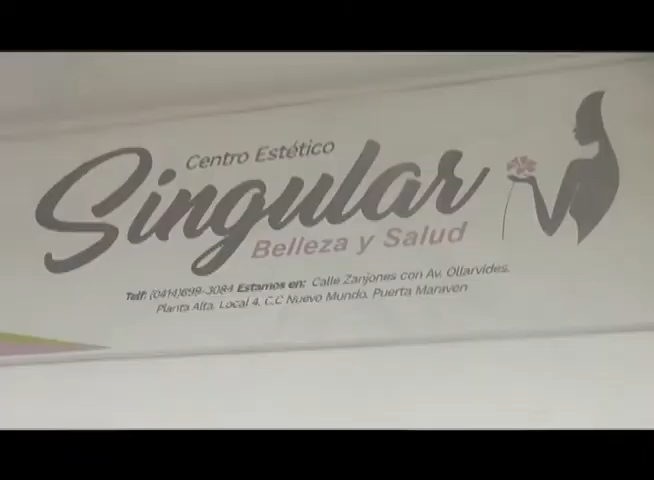 Centro Estético
Singular
Belleza y Salud
Telf: (0414)699-3084 Estamos en: Calle Zanjones con Av. Ollarvides,
Planta Alta, Local 4, C.C Nuevo Mundo, Puerta Maraven